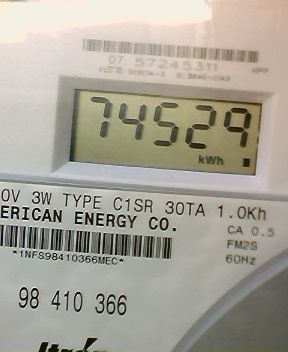 07 57245311
74529
kWh
0V 3W TYPE C1SR 30TA 1.0Kh
ERICAN ENERGY CO.
CA 0.5
FM2S
60Hz
*1NFS98410366MEC*
98 410 366
Itrón